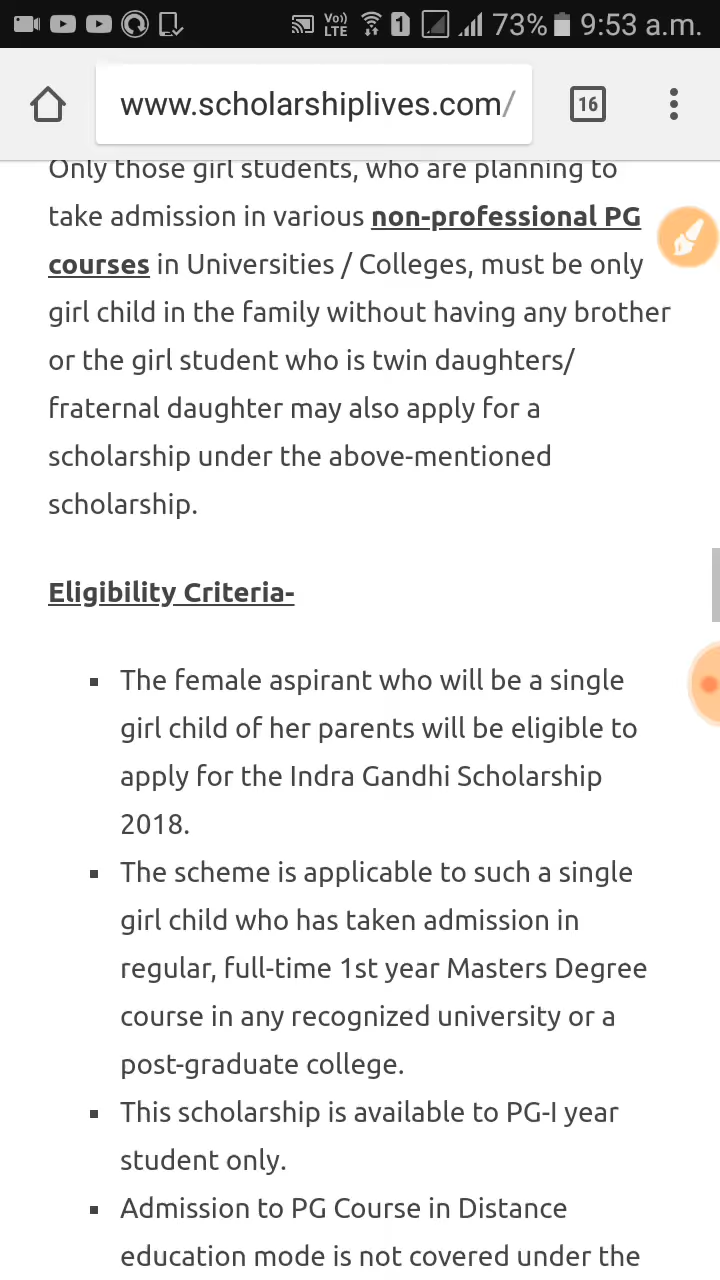 Vo)) LTE 1 73% 9:53 a.m.
www.scholarshiplives.com/ 16
Only those girl students, who are planning to
take admission in various non-professional PG
courses in Universities / Colleges, must be only
girl child in the family without having any brother
or the girl student who is twin daughters/
fraternal daughter may also apply for a
scholarship under the above-mentioned
scholarship.
Eligibility Criteria-
▪ The female aspirant who will be a single
girl child of her parents will be eligible to
apply for the Indra Gandhi Scholarship
2018.
▪ The scheme is applicable to such a single
girl child who has taken admission in
regular, full-time 1st year Masters Degree
course in any recognized university or a
post-graduate college.
▪ This scholarship is available to PG-I year
student only.
▪ Admission to PG Course in Distance
education mode is not covered under the